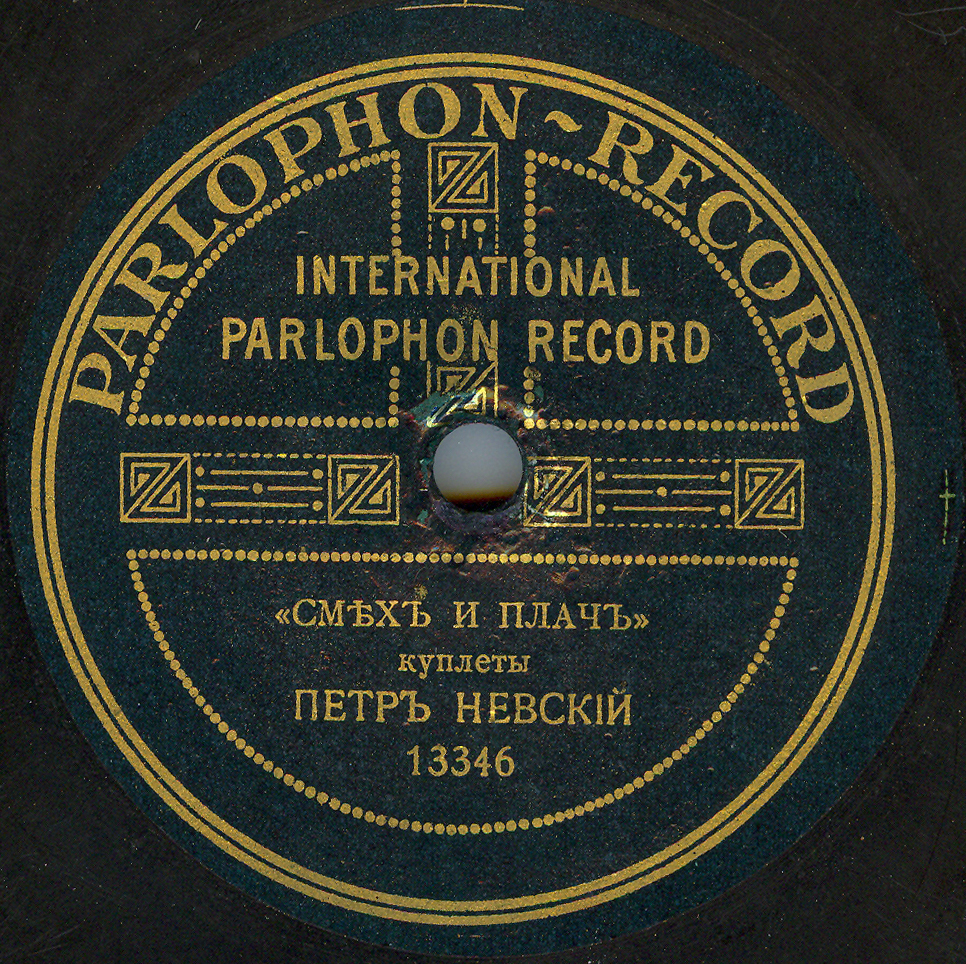 PARLOPHON~RECORD
INTERNATIONAL
PARLOPHON RECORD
«СМѢХЪ И ПЛАЧЪ»
куплеты
ПЕТРЪ НЕВСКІЙ
13346